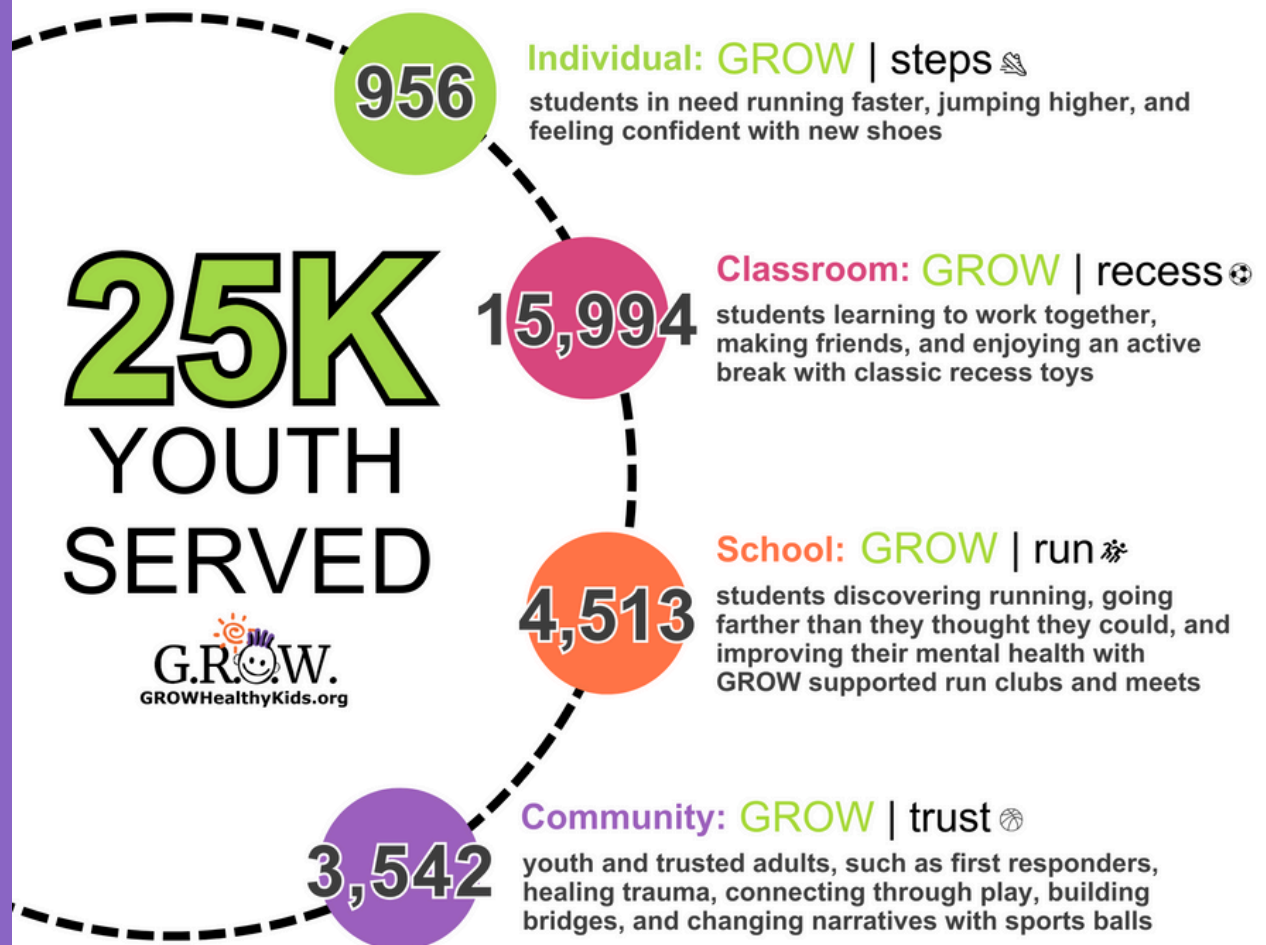 25K
YOUTH
SERVED
G.R.O.W.
GROWHealthyKids.org
956
Individual: GROW | steps
students in need running faster, jumping higher, and
feeling confident with new shoes
15,994
Classroom: GROW | recess
students learning to work together,
making friends, and enjoying an active
break with classic recess toys
4,513
School: GROW | run
students discovering running, going
farther than they thought they could, and
improving their mental health with
GROW supported run clubs and meets
3,542
Community: GROW | trust
youth and trusted adults, such as first responders,
healing trauma, connecting through play, building
bridges, and changing narratives with sports balls